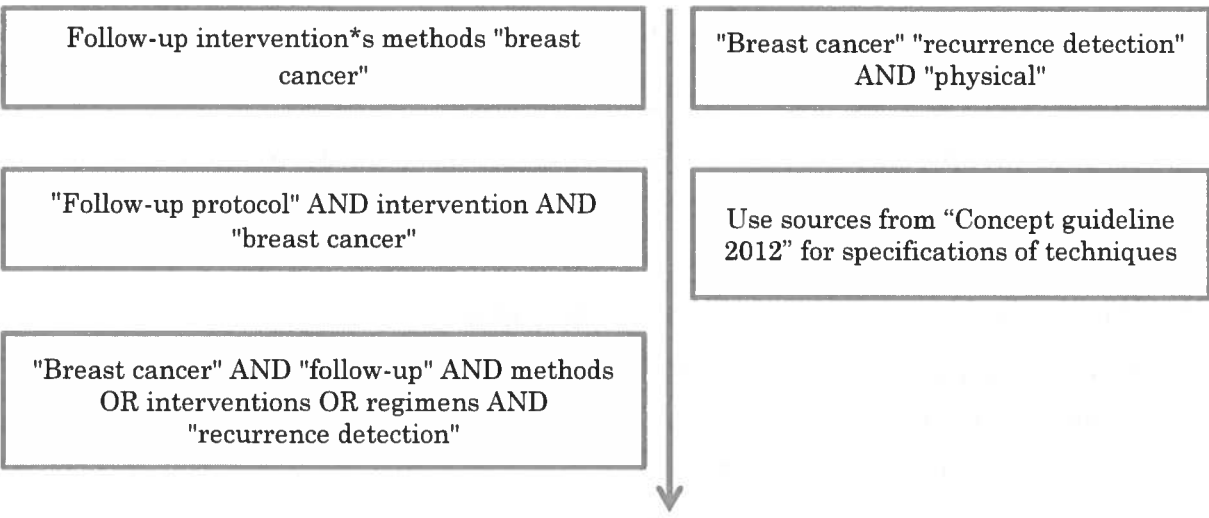 Follow-up intervention*s methods "breast
cancer"
"Follow-up protocol" AND intervention AND
"breast cancer"
"Breast cancer" AND "follow-up" AND methods
OR interventions OR regimens AND
"recurrence detection"
"Breast cancer" "recurrence detection"
AND "physical"
Use sources from “Concept guideline
2012” for specifications of techniques